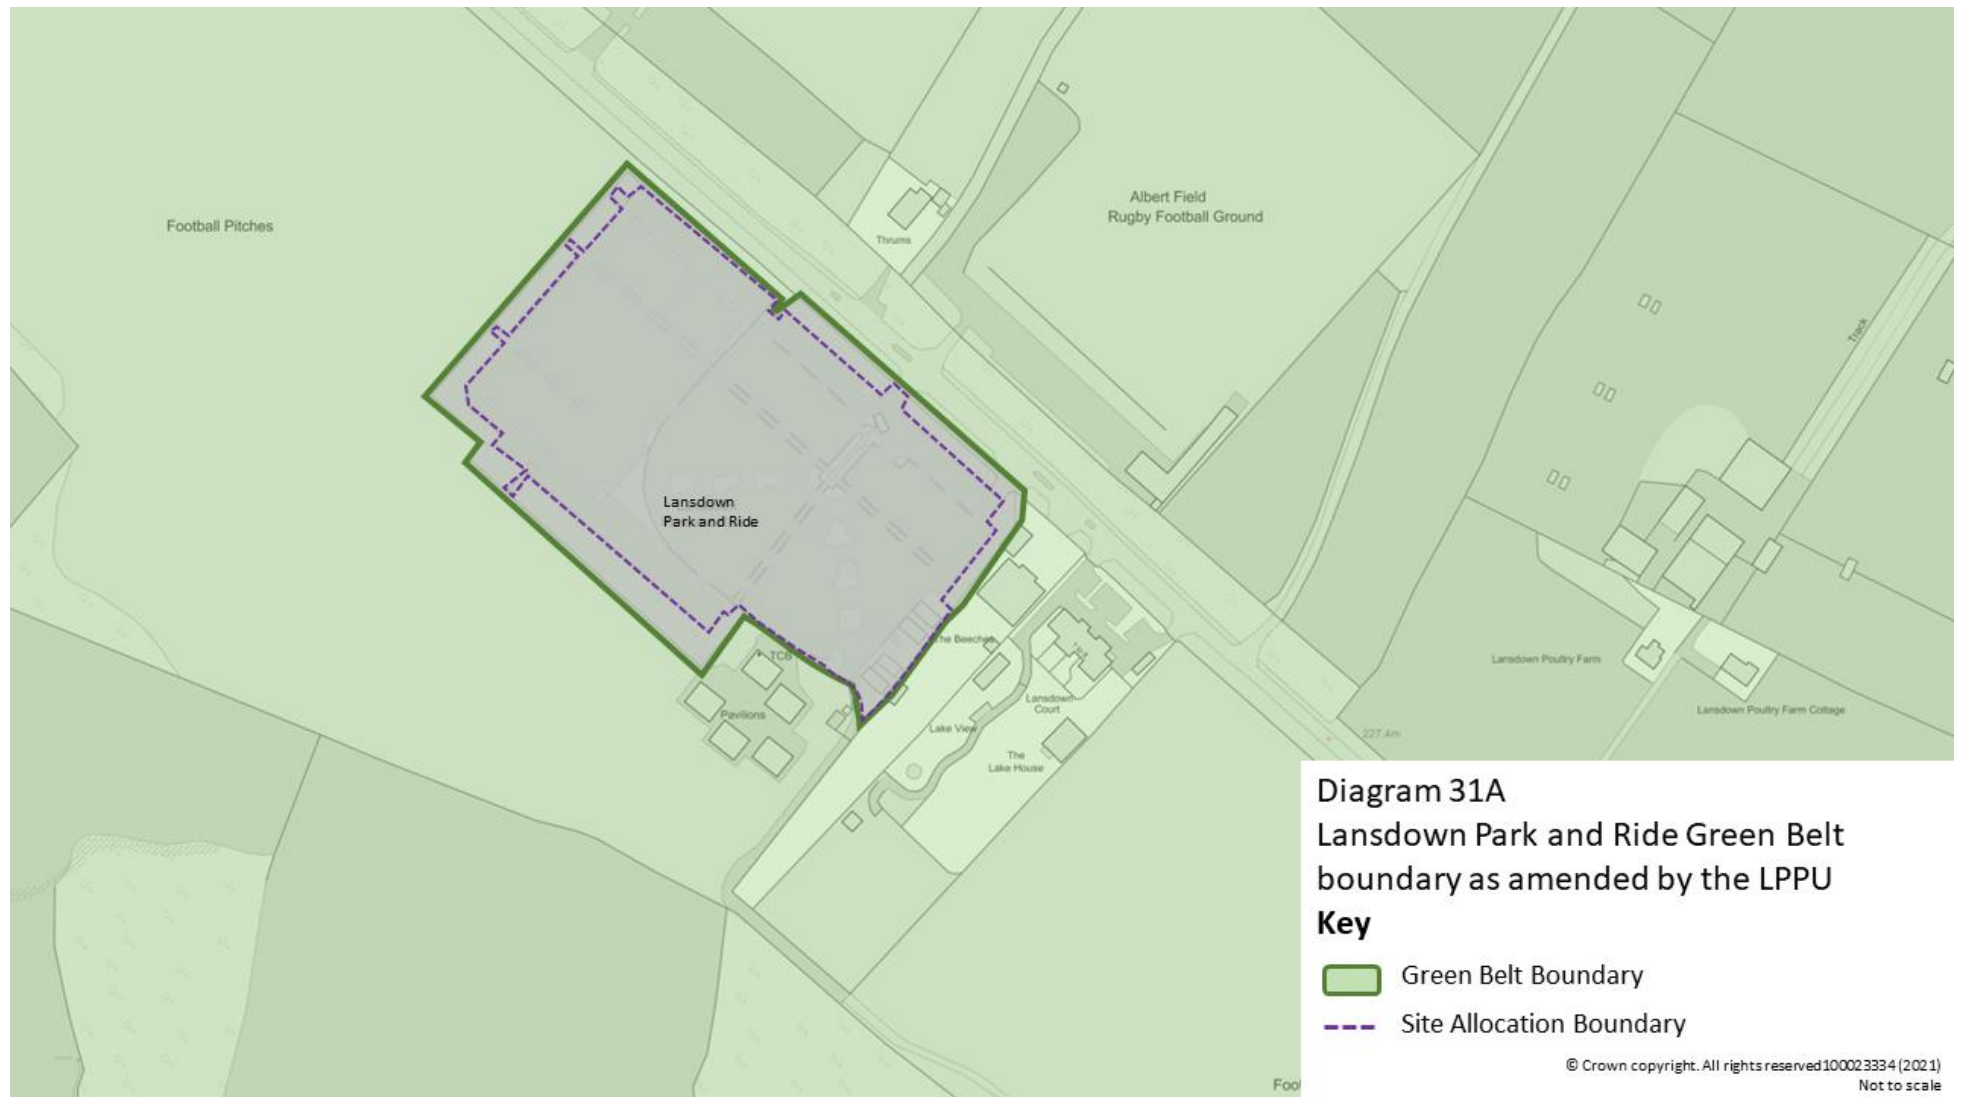 Football Pitches
Albert Field
Rugby Football Ground
Thrums
Track
Lansdown
Park and Ride
The Beeches
TCB
Pavilions
Lansdown
Court
Lake View
The
Lake House
Lansdown Poultry Farm
Lansdown Poultry Farm Cottage
227.4m
Diagram 31A
Lansdown Park and Ride Green Belt
boundary as amended by the LPPU
Key
Green Belt Boundary
Site Allocation Boundary
© Crown copyright. All rights reserved100023334 (2021)
Not to scale
Foo